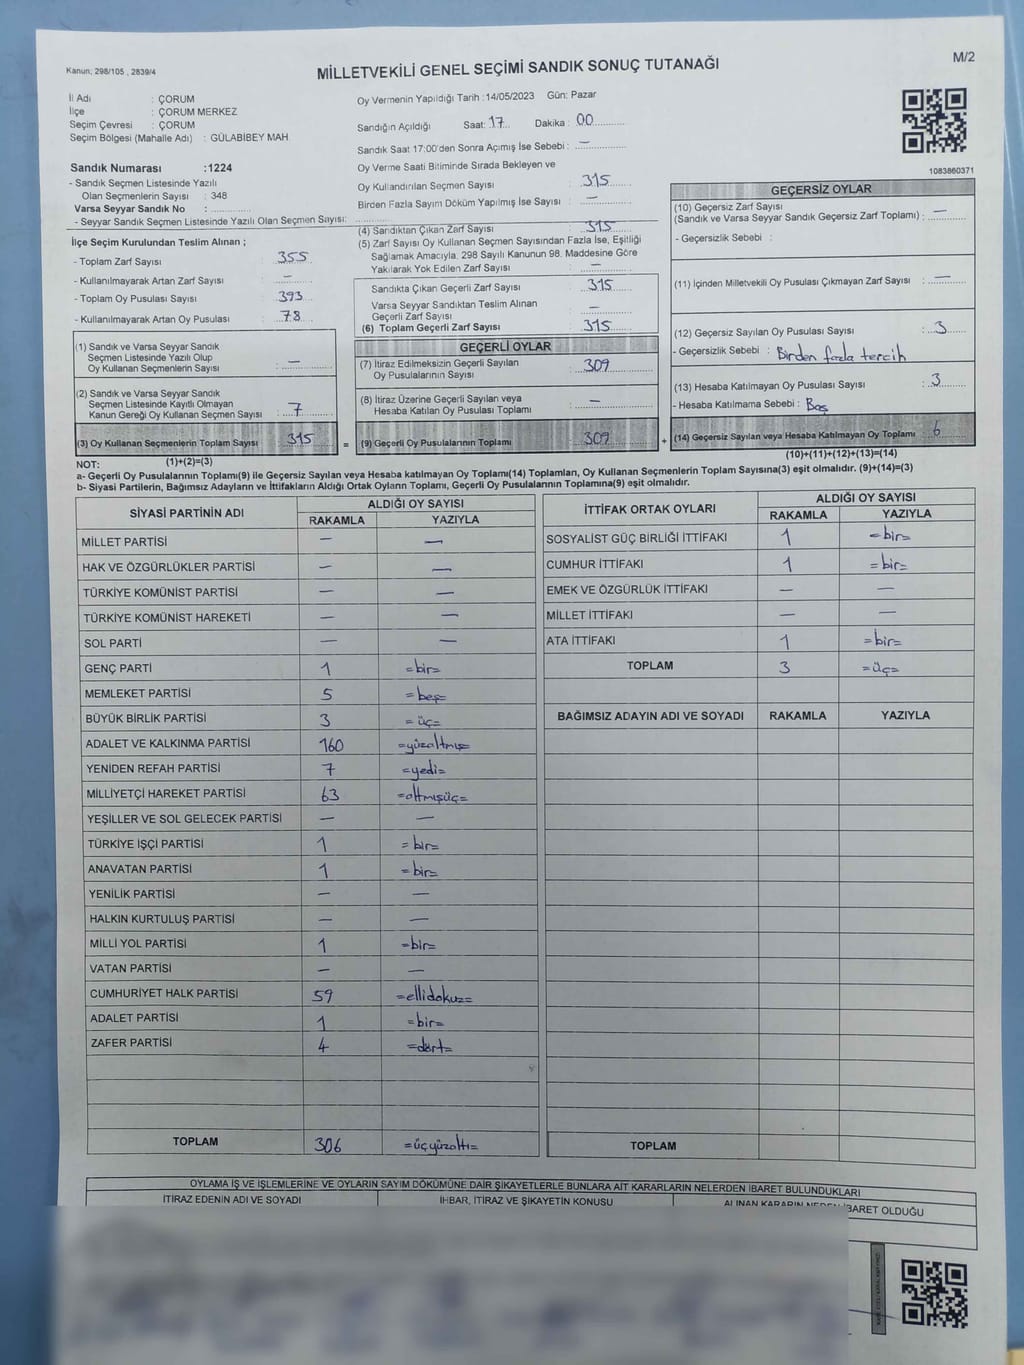 Kanun: 298/105 , 2839/4
MİLLETVEKİLİ GENEL SEÇİMİ SANDIK SONUÇ TUTANAĞI
M/2
İl Adı : ÇORUM
İlçe : ÇORUM MERKEZ
Seçim Çevresi : ÇORUM
Seçim Bölgesi (Mahalle Adı) : GÜLABİBEY MAH.
Sandık Numarası :1224
- Sandık Seçmen Listesinde Yazılı
Olan Seçmenlerin Sayısı : 348
Varsa Seyyar Sandık No :
- Seyyar Sandık Seçmen Listesinde Yazılı Olan Seçmen Sayısı:
Oy Vermenin Yapıldığı Tarih :14/05/2023 Gün: Pazar
Sandığın Açıldığı Saat: 17 Dakika : 00
Sandık Saat 17:00'den Sonra Açımış İse Sebebi : —
Oy Verme Saati Bitiminde Sırada Bekleyen ve
Oy Kullandırılan Seçmen Sayısı : 315
Birden Fazla Sayım Döküm Yapılmış İse Sayısı : —
1083860371
İlçe Seçim Kurulundan Teslim Alınan ;
- Toplam Zarf Sayısı : 355
- Kullanılmayarak Artan Zarf Sayısı : —
- Toplam Oy Pusulası Sayısı : 393
- Kullanılmayarak Artan Oy Pusulası : 78
(1) Sandık ve Varsa Seyyar Sandık
Seçmen Listesinde Yazılı Olup
Oy Kullanan Seçmenlerin Sayısı : —
(2) Sandık ve Varsa Seyyar Sandık
Seçmen Listesinde Kayıtlı Olmayan
Kanun Gereği Oy Kullanan Seçmen Sayısı : 7
(3) Oy Kullanan Seçmenlerin Toplam Sayısı : 315 =
(4) Sandıktan Çıkan Zarf Sayısı : 315
(5) Zarf Sayısı Oy Kullanan Seçmen Sayısından Fazla İse, Eşitliği
Sağlamak Amacıyla; 298 Sayılı Kanunun 98. Maddesine Göre
Yakılarak Yok Edilen Zarf Sayısı : —
Sandıkta Çıkan Geçerli Zarf Sayısı : 315
Varsa Seyyar Sandıktan Teslim Alınan
Geçerli Zarf Sayısı : —
(6) Toplam Geçerli Zarf Sayısı : 315
GEÇERLİ OYLAR
(7) İtiraz Edilmeksizin Geçerli Sayılan
Oy Pusulalarının Sayısı : 309
(8) İtiraz Üzerine Geçerli Sayılan veya
Hesaba Katılan Oy Pusulası Toplamı : —
(9) Geçerli Oy Pusulalarının Toplamı : 309 +
GEÇERSİZ OYLAR
(10) Geçersiz Zarf Sayısı
(Sandık ve Varsa Seyyar Sandık Geçersiz Zarf Toplamı) : —
- Geçersizlik Sebebi :
(11) İçinden Milletvekili Oy Pusulası Çıkmayan Zarf Sayısı : —
(12) Geçersiz Sayılan Oy Pusulası Sayısı : 3
- Geçersizlik Sebebi : Birden fazla tercih
(13) Hesaba Katılmayan Oy Pusulası Sayısı : 3
- Hesaba Katılmama Sebebi : Boş
(14) Geçersiz Sayılan veya Hesaba Katılmayan Oy Toplamı : 6
NOT: (1)+(2)=(3)
(10)+(11)+(12)+(13)=(14)
a- Geçerli Oy Pusulalarının Toplamı(9) ile Geçersiz Sayılan veya Hesaba katılmayan Oy Toplamı(14) Toplamları, Oy Kullanan Seçmenlerin Toplam Sayısına(3) eşit olmalıdır. (9)+(14)=(3)
b- Siyasi Partilerin, Bağımsız Adayların ve İttifakların Aldığı Ortak Oyların Toplamı, Geçerli Oy Pusulalarının Toplamına(9) eşit olmalıdır.
SİYASİ PARTİNİN ADI ALDIĞI OY SAYISI
RAKAMLA YAZIYLA
MİLLET PARTİSİ — —
HAK VE ÖZGÜRLÜKLER PARTİSİ — —
TÜRKİYE KOMÜNİST PARTİSİ — —
TÜRKİYE KOMÜNİST HAREKETİ — —
SOL PARTİ — —
GENÇ PARTİ 1 =bir=
MEMLEKET PARTİSİ 5 =beş=
BÜYÜK BİRLİK PARTİSİ 3 =üç=
ADALET VE KALKINMA PARTİSİ 160 =yüzaltmış=
YENİDEN REFAH PARTİSİ 7 =yedi=
MİLLİYETÇİ HAREKET PARTİSİ 63 =altmışüç=
YEŞİLLER VE SOL GELECEK PARTİSİ — —
TÜRKİYE İŞÇİ PARTİSİ 1 =bir=
ANAVATAN PARTİSİ 1 =bir=
YENİLİK PARTİSİ — —
HALKIN KURTULUŞ PARTİSİ — —
MİLLİ YOL PARTİSİ 1 =bir=
VATAN PARTİSİ — —
CUMHURİYET HALK PARTİSİ 59 =ellidokuz=
ADALET PARTİSİ 1 =bir=
ZAFER PARTİSİ 4 =dört=
TOPLAM 306 =üçyüzaltı=
İTTİFAK ORTAK OYLARI ALDIĞI OY SAYISI
RAKAMLA YAZIYLA
SOSYALİST GÜÇ BİRLİĞİ İTTİFAKI 1 =bir=
CUMHUR İTTİFAKI 1 =bir=
EMEK VE ÖZGÜRLÜK İTTİFAKI — —
MİLLET İTTİFAKI — —
ATA İTTİFAKI 1 =bir=
TOPLAM 3 =üç=
BAĞIMSIZ ADAYIN ADI VE SOYADI RAKAMLA YAZIYLA
TOPLAM
OYLAMA İŞ VE İŞLEMLERİNE VE OYLARIN SAYIM DÖKÜMÜNE DAİR ŞİKAYETLERLE BUNLARA AİT KARARLARIN NELERDEN İBARET BULUNDUKLARI
İTİRAZ EDENİN ADI VE SOYADI İHBAR, İTİRAZ VE ŞİKAYETİN KONUSU ALINAN KARARIN NEDEN İBARET OLDUĞU